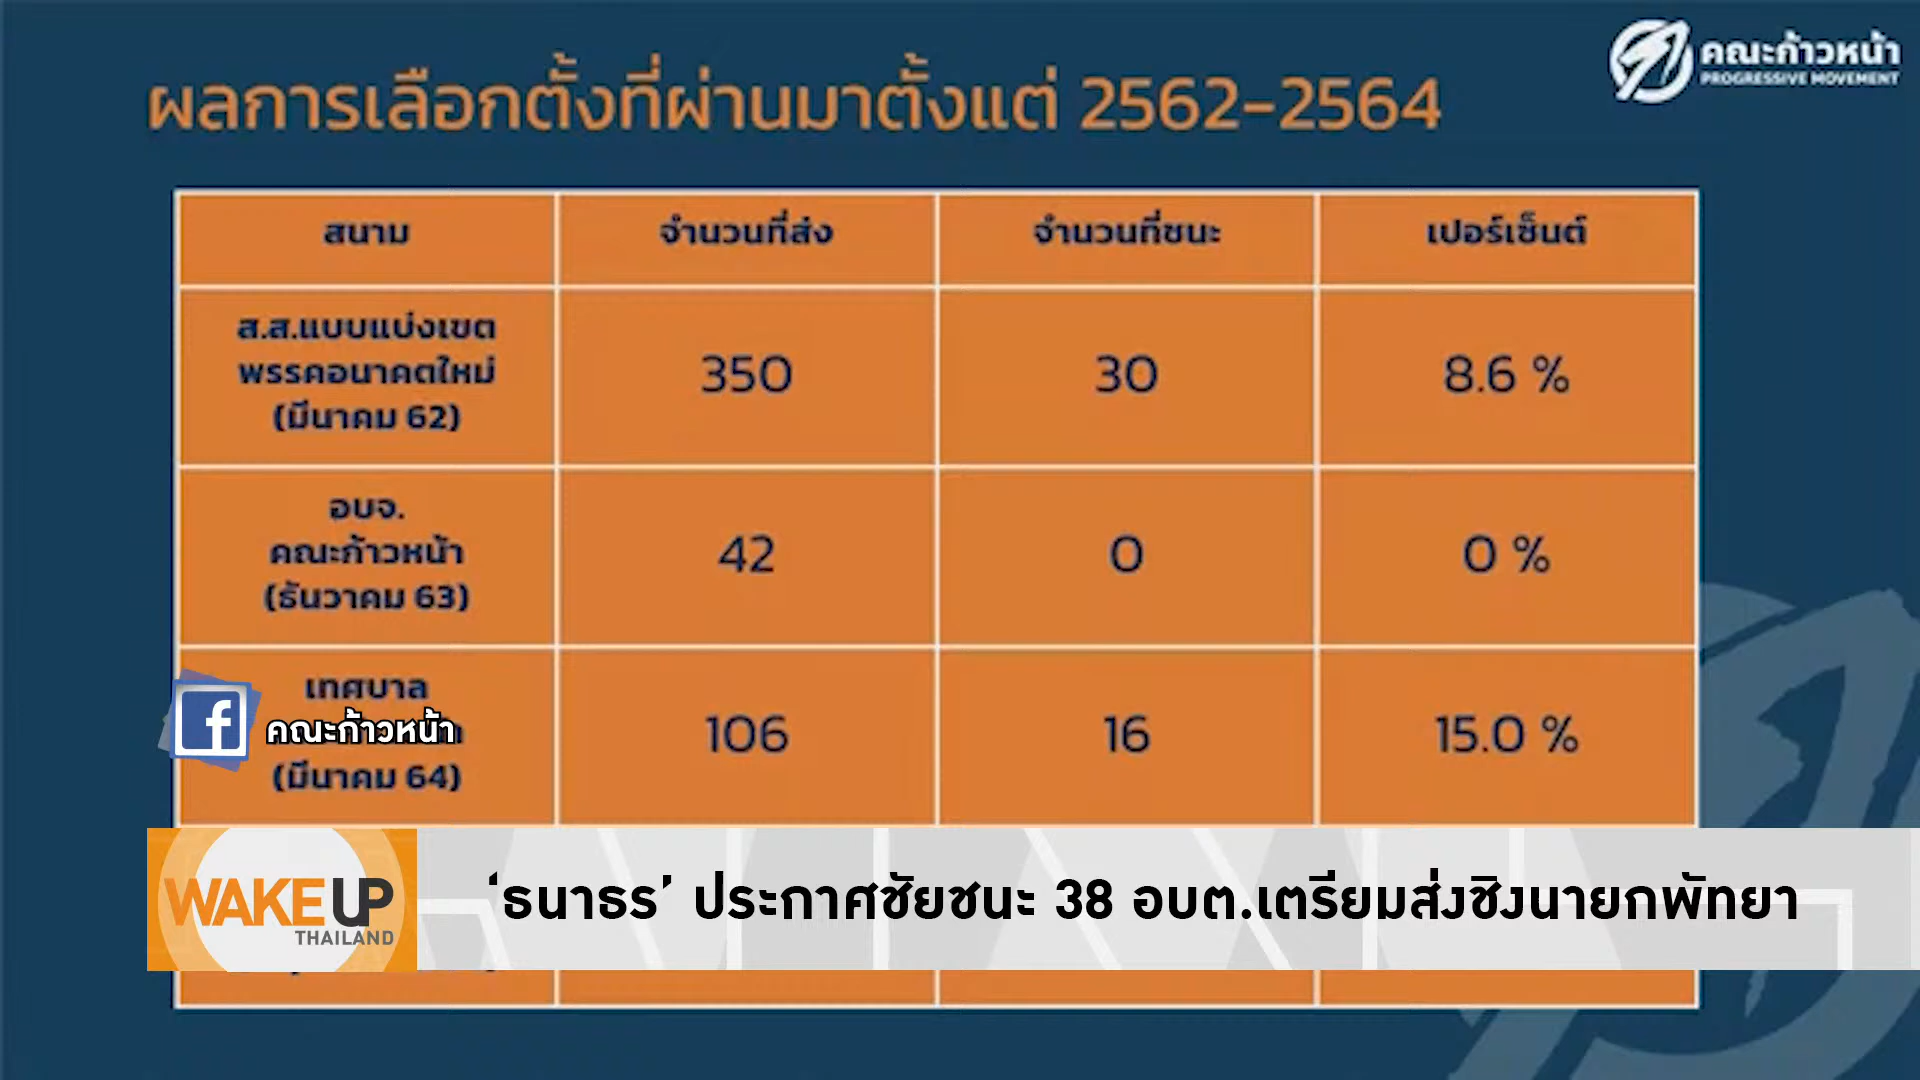 คณะก้าวหน้า
PROGRESSIVE MOVEMENT
ผลการเลือกตั้งที่ผ่านมาตั้งแต่ 2562-2564
สนาม จำนวนที่ส่ง จำนวนที่ชนะ เปอร์เซ็นต์
ส.ส.แบบแบ่งเขต
พรรคอนาคตใหม่
(มีนาคม 62)
350 30 8.6 %
อบจ.
คณะก้าวหน้า
(ธันวาคม 63)
42 0 0 %
เทศบาล
(มีนาคม 64)
106 16 15.0 %
f คณะก้าวหน้า
WAKE UP
THAILAND
‘ธนาธร’ ประกาศชัยชนะ 38 อบต.เตรียมส่งชิงนายกพัทยา